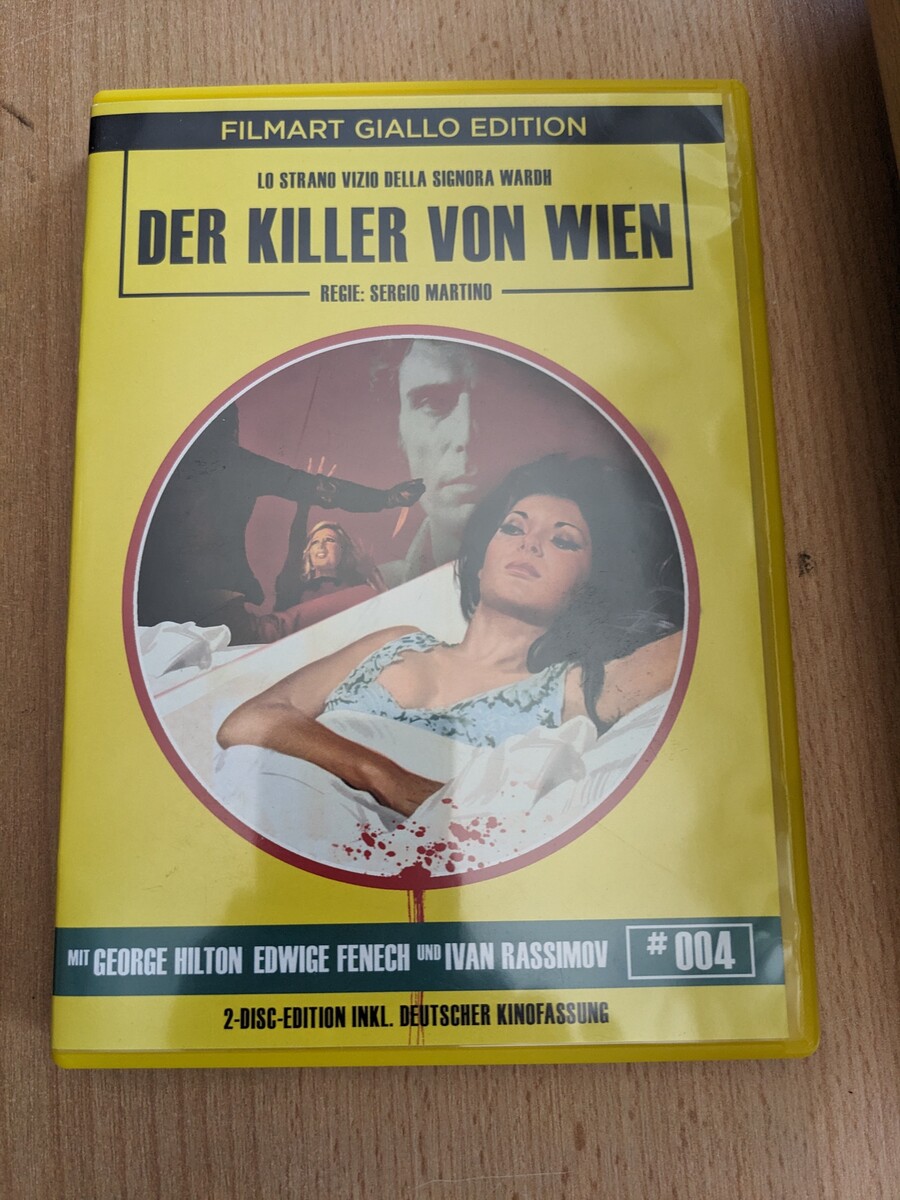 FILMART GIALLO EDITION
LO STRANO VIZIO DELLA SIGNORA WARDH
DER KILLER VON WIEN
REGIE: SERGIO MARTINO
MIT GEORGE HILTON EDWIGE FENECH UND IVAN RASSIMOV #004
2-DISC-EDITION INKL. DEUTSCHER KINOFASSUNG